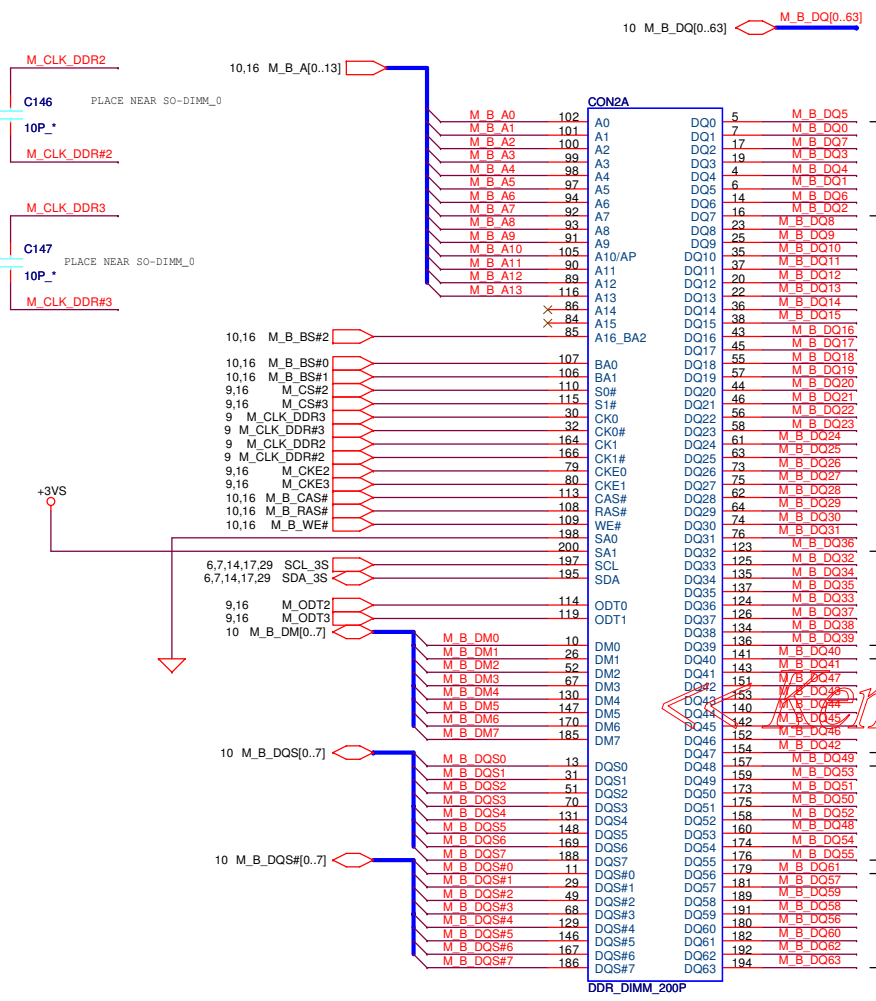 M_CLK_DDR2
C146
PLACE NEAR SO-DIMM_0
10P_*
M_CLK_DDR#2
M_CLK_DDR3
C147
PLACE NEAR SO-DIMM_0
10P_*
M_CLK_DDR#3
10 M_B_DQ[0..63] M_B_DQ[0..63]
10,16 M_B_A[0..13]
CON2A
M_B_A0 102 A0
M_B_A1 101 A1
M_B_A2 100 A2
M_B_A3 99 A3
M_B_A4 98 A4
M_B_A5 97 A5
M_B_A6 94 A6
M_B_A7 92 A7
M_B_A8 93 A8
M_B_A9 91 A9
M_B_A10 105 A10/AP
M_B_A11 90 A11
M_B_A12 89 A12
M_B_A13 116 A13
86 A14
84 A15
10,16 M_B_BS#2 85 A16_BA2
10,16 M_B_BS#0 107 BA0
10,16 M_B_BS#1 106 BA1
9,16 M_CS#2 110 S0#
9,16 M_CS#3 115 S1#
9 M_CLK_DDR3 30 CK0
9 M_CLK_DDR#3 32 CK0#
9 M_CLK_DDR2 164 CK1
9 M_CLK_DDR#2 166 CK1#
9,16 M_CKE2 79 CKE0
9,16 M_CKE3 80 CKE1
10,16 M_B_CAS# 113 CAS#
10,16 M_B_RAS# 108 RAS#
10,16 M_B_WE# 109 WE#
+3VS
198 SA0
200 SA1
6,7,14,17,29 SCL_3S 197 SCL
6,7,14,17,29 SDA_3S 195 SDA
9,16 M_ODT2 114 ODT0
9,16 M_ODT3 119 ODT1
10 M_B_DM[0..7]
M_B_DM0 10 DM0
M_B_DM1 26 DM1
M_B_DM2 52 DM2
M_B_DM3 67 DM3
M_B_DM4 130 DM4
M_B_DM5 147 DM5
M_B_DM6 170 DM6
M_B_DM7 185 DM7
10 M_B_DQS[0..7]
M_B_DQS0 13 DQS0
M_B_DQS1 31 DQS1
M_B_DQS2 51 DQS2
M_B_DQS3 70 DQS3
M_B_DQS4 131 DQS4
M_B_DQS5 148 DQS5
M_B_DQS6 169 DQS6
M_B_DQS7 188 DQS7
10 M_B_DQS#[0..7]
M_B_DQS#0 11 DQS#0
M_B_DQS#1 29 DQS#1
M_B_DQS#2 49 DQS#2
M_B_DQS#3 68 DQS#3
M_B_DQS#4 129 DQS#4
M_B_DQS#5 146 DQS#5
M_B_DQS#6 167 DQS#6
M_B_DQS#7 186 DQS#7
DQ0 5 M_B_DQ5
DQ1 7 M_B_DQ0
DQ2 17 M_B_DQ7
DQ3 19 M_B_DQ3
DQ4 4 M_B_DQ4
DQ5 6 M_B_DQ1
DQ6 14 M_B_DQ6
DQ7 16 M_B_DQ2
DQ8 23 M_B_DQ8
DQ9 25 M_B_DQ9
DQ10 35 M_B_DQ10
DQ11 37 M_B_DQ11
DQ12 20 M_B_DQ12
DQ13 22 M_B_DQ13
DQ14 36 M_B_DQ14
DQ15 38 M_B_DQ15
DQ16 43 M_B_DQ16
DQ17 45 M_B_DQ17
DQ18 55 M_B_DQ18
DQ19 57 M_B_DQ19
DQ20 44 M_B_DQ20
DQ21 46 M_B_DQ21
DQ22 56 M_B_DQ22
DQ23 58 M_B_DQ23
DQ24 61 M_B_DQ24
DQ25 63 M_B_DQ25
DQ26 73 M_B_DQ26
DQ27 75 M_B_DQ27
DQ28 62 M_B_DQ28
DQ29 64 M_B_DQ29
DQ30 74 M_B_DQ30
DQ31 76 M_B_DQ31
DQ32 123 M_B_DQ36
DQ33 125 M_B_DQ32
DQ34 135 M_B_DQ34
DQ35 137 M_B_DQ35
DQ36 124 M_B_DQ33
DQ37 126 M_B_DQ37
DQ38 134 M_B_DQ38
DQ39 136 M_B_DQ39
DQ40 141 M_B_DQ40
DQ41 143 M_B_DQ41
DQ42 151 M_B_DQ47
DQ43 153 M_B_DQ43
DQ44 140 M_B_DQ44
DQ45 142 M_B_DQ45
DQ46 152 M_B_DQ46
DQ47 154 M_B_DQ42
DQ48 157 M_B_DQ49
DQ49 159 M_B_DQ53
DQ50 173 M_B_DQ51
DQ51 175 M_B_DQ50
DQ52 158 M_B_DQ52
DQ53 160 M_B_DQ48
DQ54 174 M_B_DQ54
DQ55 176 M_B_DQ55
DQ56 179 M_B_DQ61
DQ57 181 M_B_DQ57
DQ58 189 M_B_DQ59
DQ59 191 M_B_DQ58
DQ60 180 M_B_DQ56
DQ61 182 M_B_DQ60
DQ62 192 M_B_DQ62
DQ63 194 M_B_DQ63
DDR_DIMM_200P